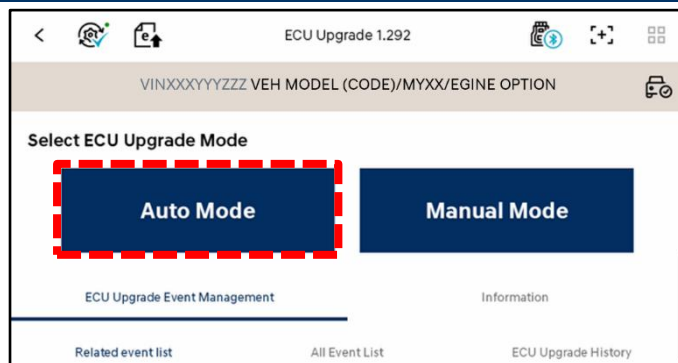 ECU Upgrade 1.292
VINXXXYYYZZZ VEH MODEL (CODE)/MYXX/EGINE OPTION
Select ECU Upgrade Mode
Auto Mode
Manual Mode
ECU Upgrade Event Management
Information
Related event list
All Event List
ECU Upgrade History